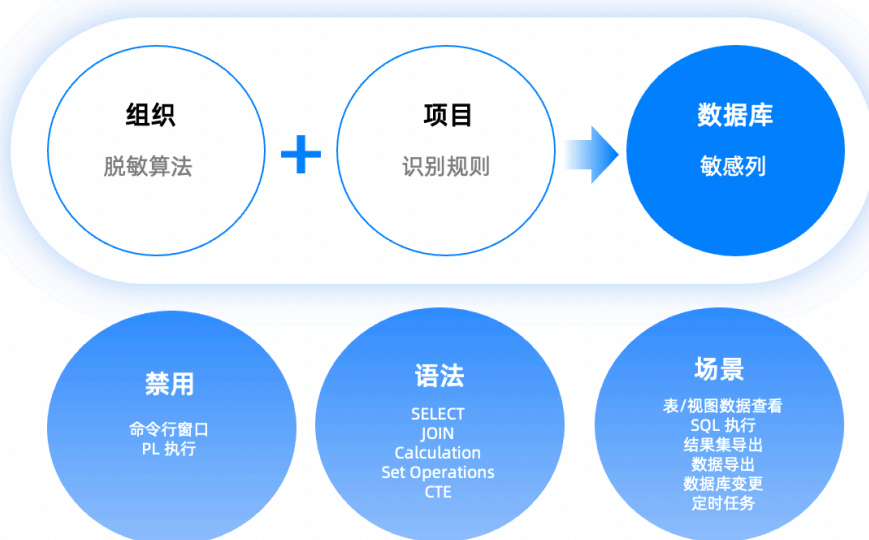 组织
脱敏算法
项目
识别规则
数据库
敏感列
禁用
命令行窗口
PL 执行
语法
SELECT
JOIN
Calculation
Set Operations
CTE
场景
表/视图数据查看
SQL 执行
结果集导出
数据导出
数据库变更
定时任务